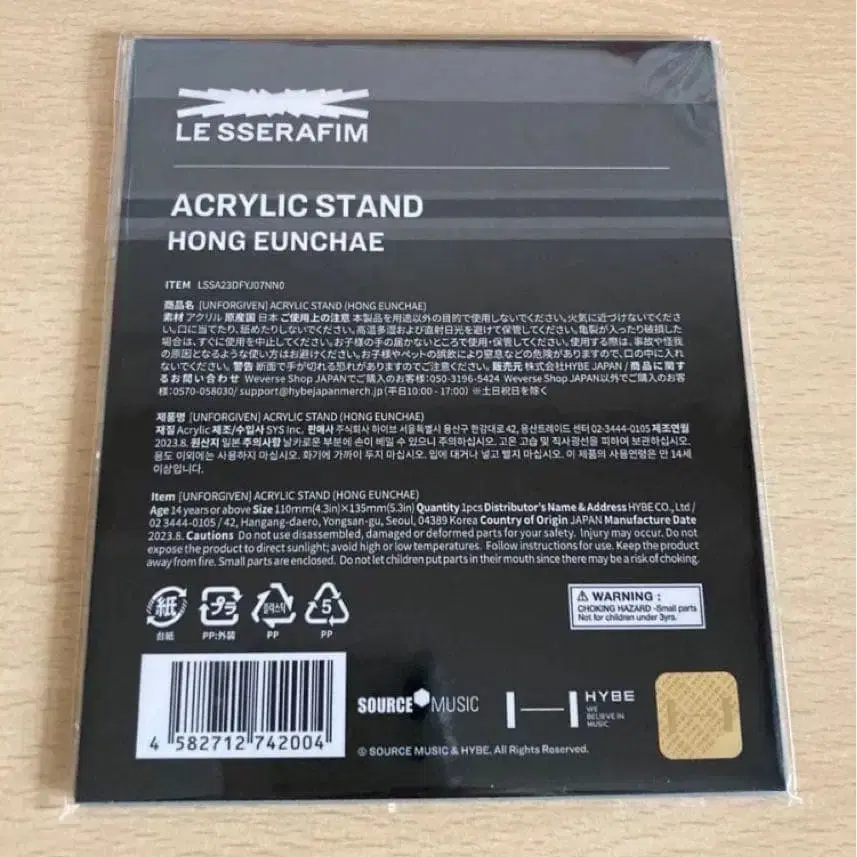 LE SSERAFIM
ACRYLIC STAND
HONG EUNCHAE
ITEM LSSA23DFYJ07NN0
商品名 [UNFORGIVEN] ACRYLIC STAND (HONG EUNCHAE)
素材 アクリル 原産国 日本 ご使用上の注意 本製品を用途以外の目的で使用しないでください。火気に近づけないでくださ
い。口に当てたり、舐めたりしないでください。高温多湿および直射日光を避けて保管してください。亀裂が入ったり破損した
場合は、すぐに使用を中止してください。お子様の手の届かないところで使用・保管してください。使用する際は、事故や怪我
の原因となるような使い方はお避けください。お子様やペットの誤飲により窒息などの危険がありますので、口の中に入れ
ないでください。警告 断面で手が切れる恐れがありますのでご注意ください。販売元 株式会社HYBE JAPAN / 商品に関す
るお問い合わせ Weverse Shop JAPANでご購入のお客様:050-3196-5424 Weverse Shop JAPAN以外でご購入のお客
様:0570-058030/ support@hybejapanmerch.jp (平日10:00 - 17:00) ※土日祝日を除く
제품명 [UNFORGIVEN] ACRYLIC STAND (HONG EUNCHAE)
재질 Acrylic 제조/수입사 SYS Inc. 판매사 주식회사 하이브 서울특별시 용산구 한강대로 42, 용산트레이드 센터 02-3444-0105 제조연월
2023.8. 원산지 일본 주의사항 날카로운 부분에 손이 베일 수 있으니 주의하십시오. 고온 고습 및 직사광선을 피하여 보관하십시오.
용도 이외에는 사용하지 마십시오. 화기에 가까이 두지 마십시오. 입에 대거나 넣고 빨지 마십시오. 이 제품의 사용연령은 만 14세
이상입니다.
Item [UNFORGIVEN] ACRYLIC STAND (HONG EUNCHAE)
Age 14 years or above Size 110mm(4.3in)×135mm(5.3in) Quantity 1pcs Distributor's Name & Address HYBE CO., Ltd /
02 3444-0105 / 42, Hangang-daero, Yongsan-gu, Seoul, 04389 Korea Country of Origin JAPAN Manufacture Date
2023.8. Cautions Do not use disassembled, damaged or deformed parts for your safety. Injury may occur. Do not
expose the product to direct sunlight; avoid high or low temperatures. Follow instructions for use. Keep the product
away from fire. Small parts are enclosed. Do not let children put parts in their mouth since there may be a risk of choking.
紙 プラ 플라스틱 5
台紙 PP:外装 PP PP
⚠ WARNING :
CHOKING HAZARD -Small parts
Not for children under 3yrs.
4 582712 742004
SOURCE MUSIC
HYBE
WE
BELIEVE IN
MUSIC
© SOURCE MUSIC & HYBE. All Rights Reserved.